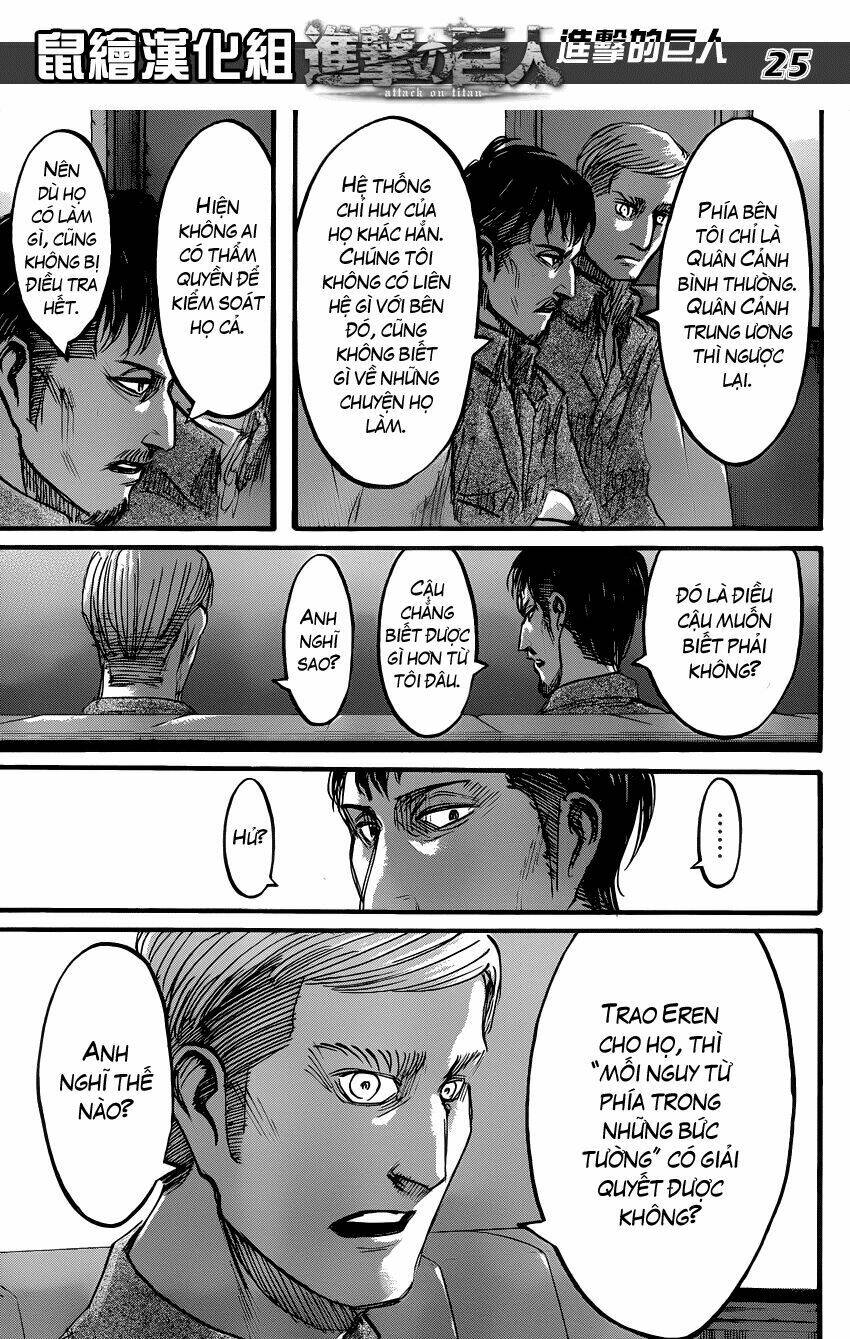 鼠繪漢化組
進撃の巨人
attack on titan
進擊的巨人
25
PHÍA BÊN
TÔI CHỈ LÀ
QUÂN CẢNH
BÌNH THƯỜNG.
QUÂN CẢNH
TRUNG ƯƠNG
THÌ NGƯỢC
LẠI.
HỆ THỐNG
CHỈ HUY CỦA
HỌ KHÁC HẲN.
CHÚNG TÔI
KHÔNG CÓ LIÊN
HỆ GÌ VỚI BÊN
ĐÓ, CŨNG
KHÔNG BIẾT
GÌ VỀ NHỮNG
CHUYỆN HỌ
LÀM.
HIỆN
KHÔNG AI
CÓ THẨM
QUYỀN ĐỂ
KIỂM SOÁT
HỌ CẢ.
NÊN
DÙ HỌ
CÓ LÀM
GÌ, CŨNG
KHÔNG BỊ
ĐIỀU TRA
HẾT.
ĐÓ LÀ ĐIỀU
CẬU MUỐN
BIẾT PHẢI
KHÔNG?
CẬU
CHẲNG
BIẾT ĐƯỢC
GÌ HƠN TỪ
TÔI ĐÂU.
ANH
NGHĨ
SAO?
......
HỬ?
TRAO EREN
CHO HỌ, THÌ
"MỐI NGUY TỪ
PHÍA TRONG
NHỮNG BỨC
TƯỜNG" CÓ GIẢI
QUYẾT ĐƯỢC
KHÔNG?
ANH
NGHĨ THẾ
NÀO?